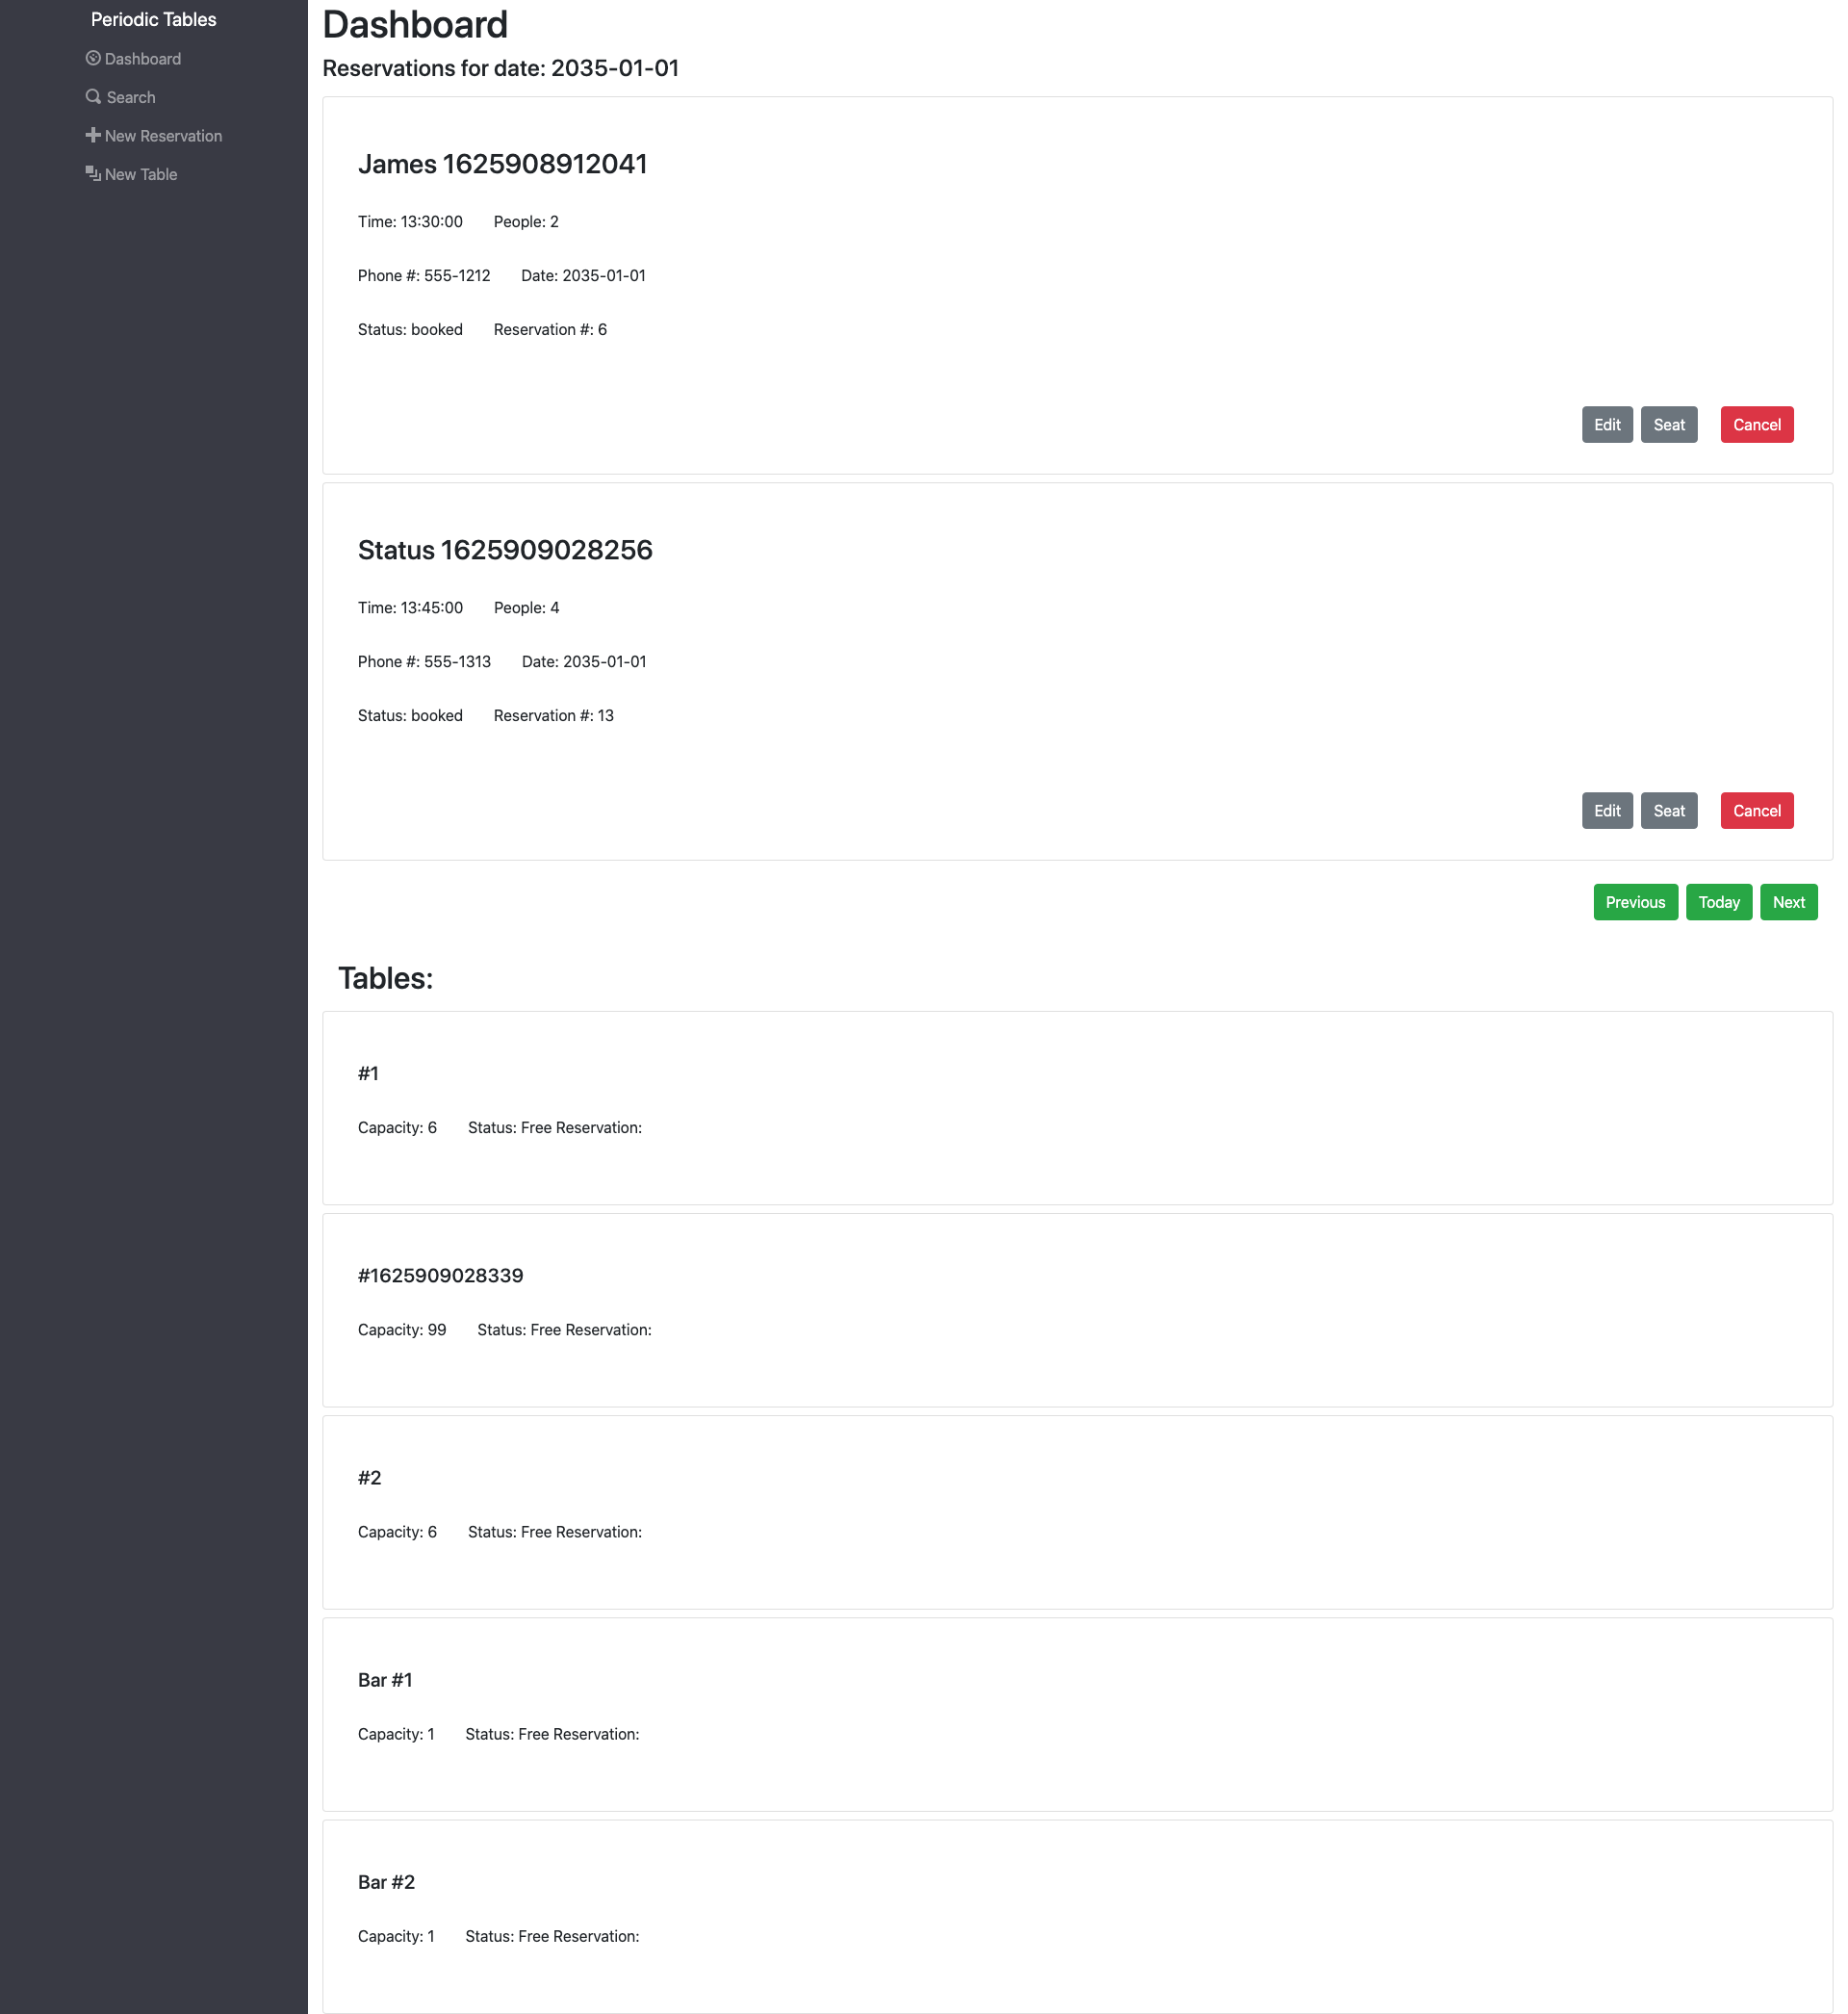 Periodic Tables
Dashboard
Search
New Reservation
New Table
Dashboard
Reservations for date: 2035-01-01
James 1625908912041
Time: 13:30:00 People: 2
Phone #: 555-1212 Date: 2035-01-01
Status: booked Reservation #: 6
Edit Seat Cancel
Status 1625909028256
Time: 13:45:00 People: 4
Phone #: 555-1313 Date: 2035-01-01
Status: booked Reservation #: 13
Edit Seat Cancel
Previous Today Next
Tables:
#1
Capacity: 6 Status: Free Reservation:
#1625909028339
Capacity: 99 Status: Free Reservation:
#2
Capacity: 6 Status: Free Reservation:
Bar #1
Capacity: 1 Status: Free Reservation:
Bar #2
Capacity: 1 Status: Free Reservation: